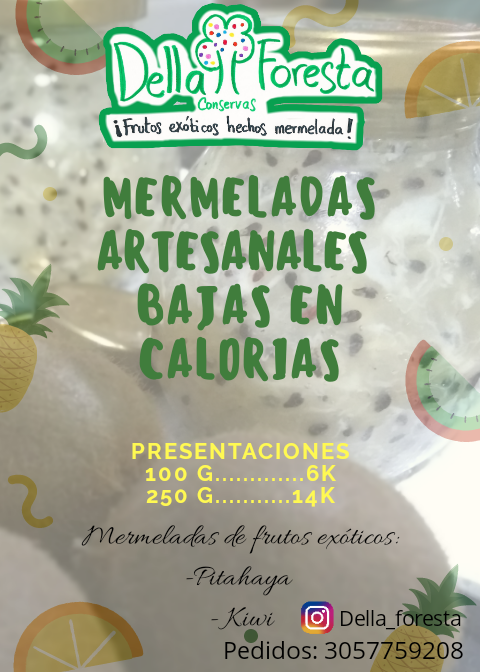 Della Foresta
Conservas
¡Frutos exóticos hechos mermelada!
MERMELADAS
ARTESANALES
BAJAS EN
CALORIAS
PRESENTACIONES
100 G.............6K
250 G...........14K
Mermeladas de frutos exóticos:
-Pitahaya
-Kiwi
Della_foresta
Pedidos: 3057759208